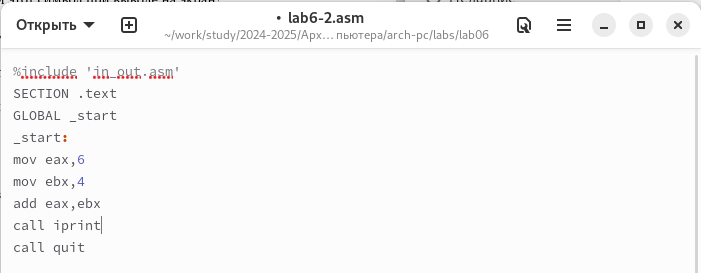 Открыть
• lab6-2.asm
~/work/study/2024-2025/Арх… пьютера/arch-pc/labs/lab06
%include 'in_out.asm'
SECTION .text
GLOBAL _start
_start:
mov eax,6
mov ebx,4
add eax,ebx
call iprint
call quit